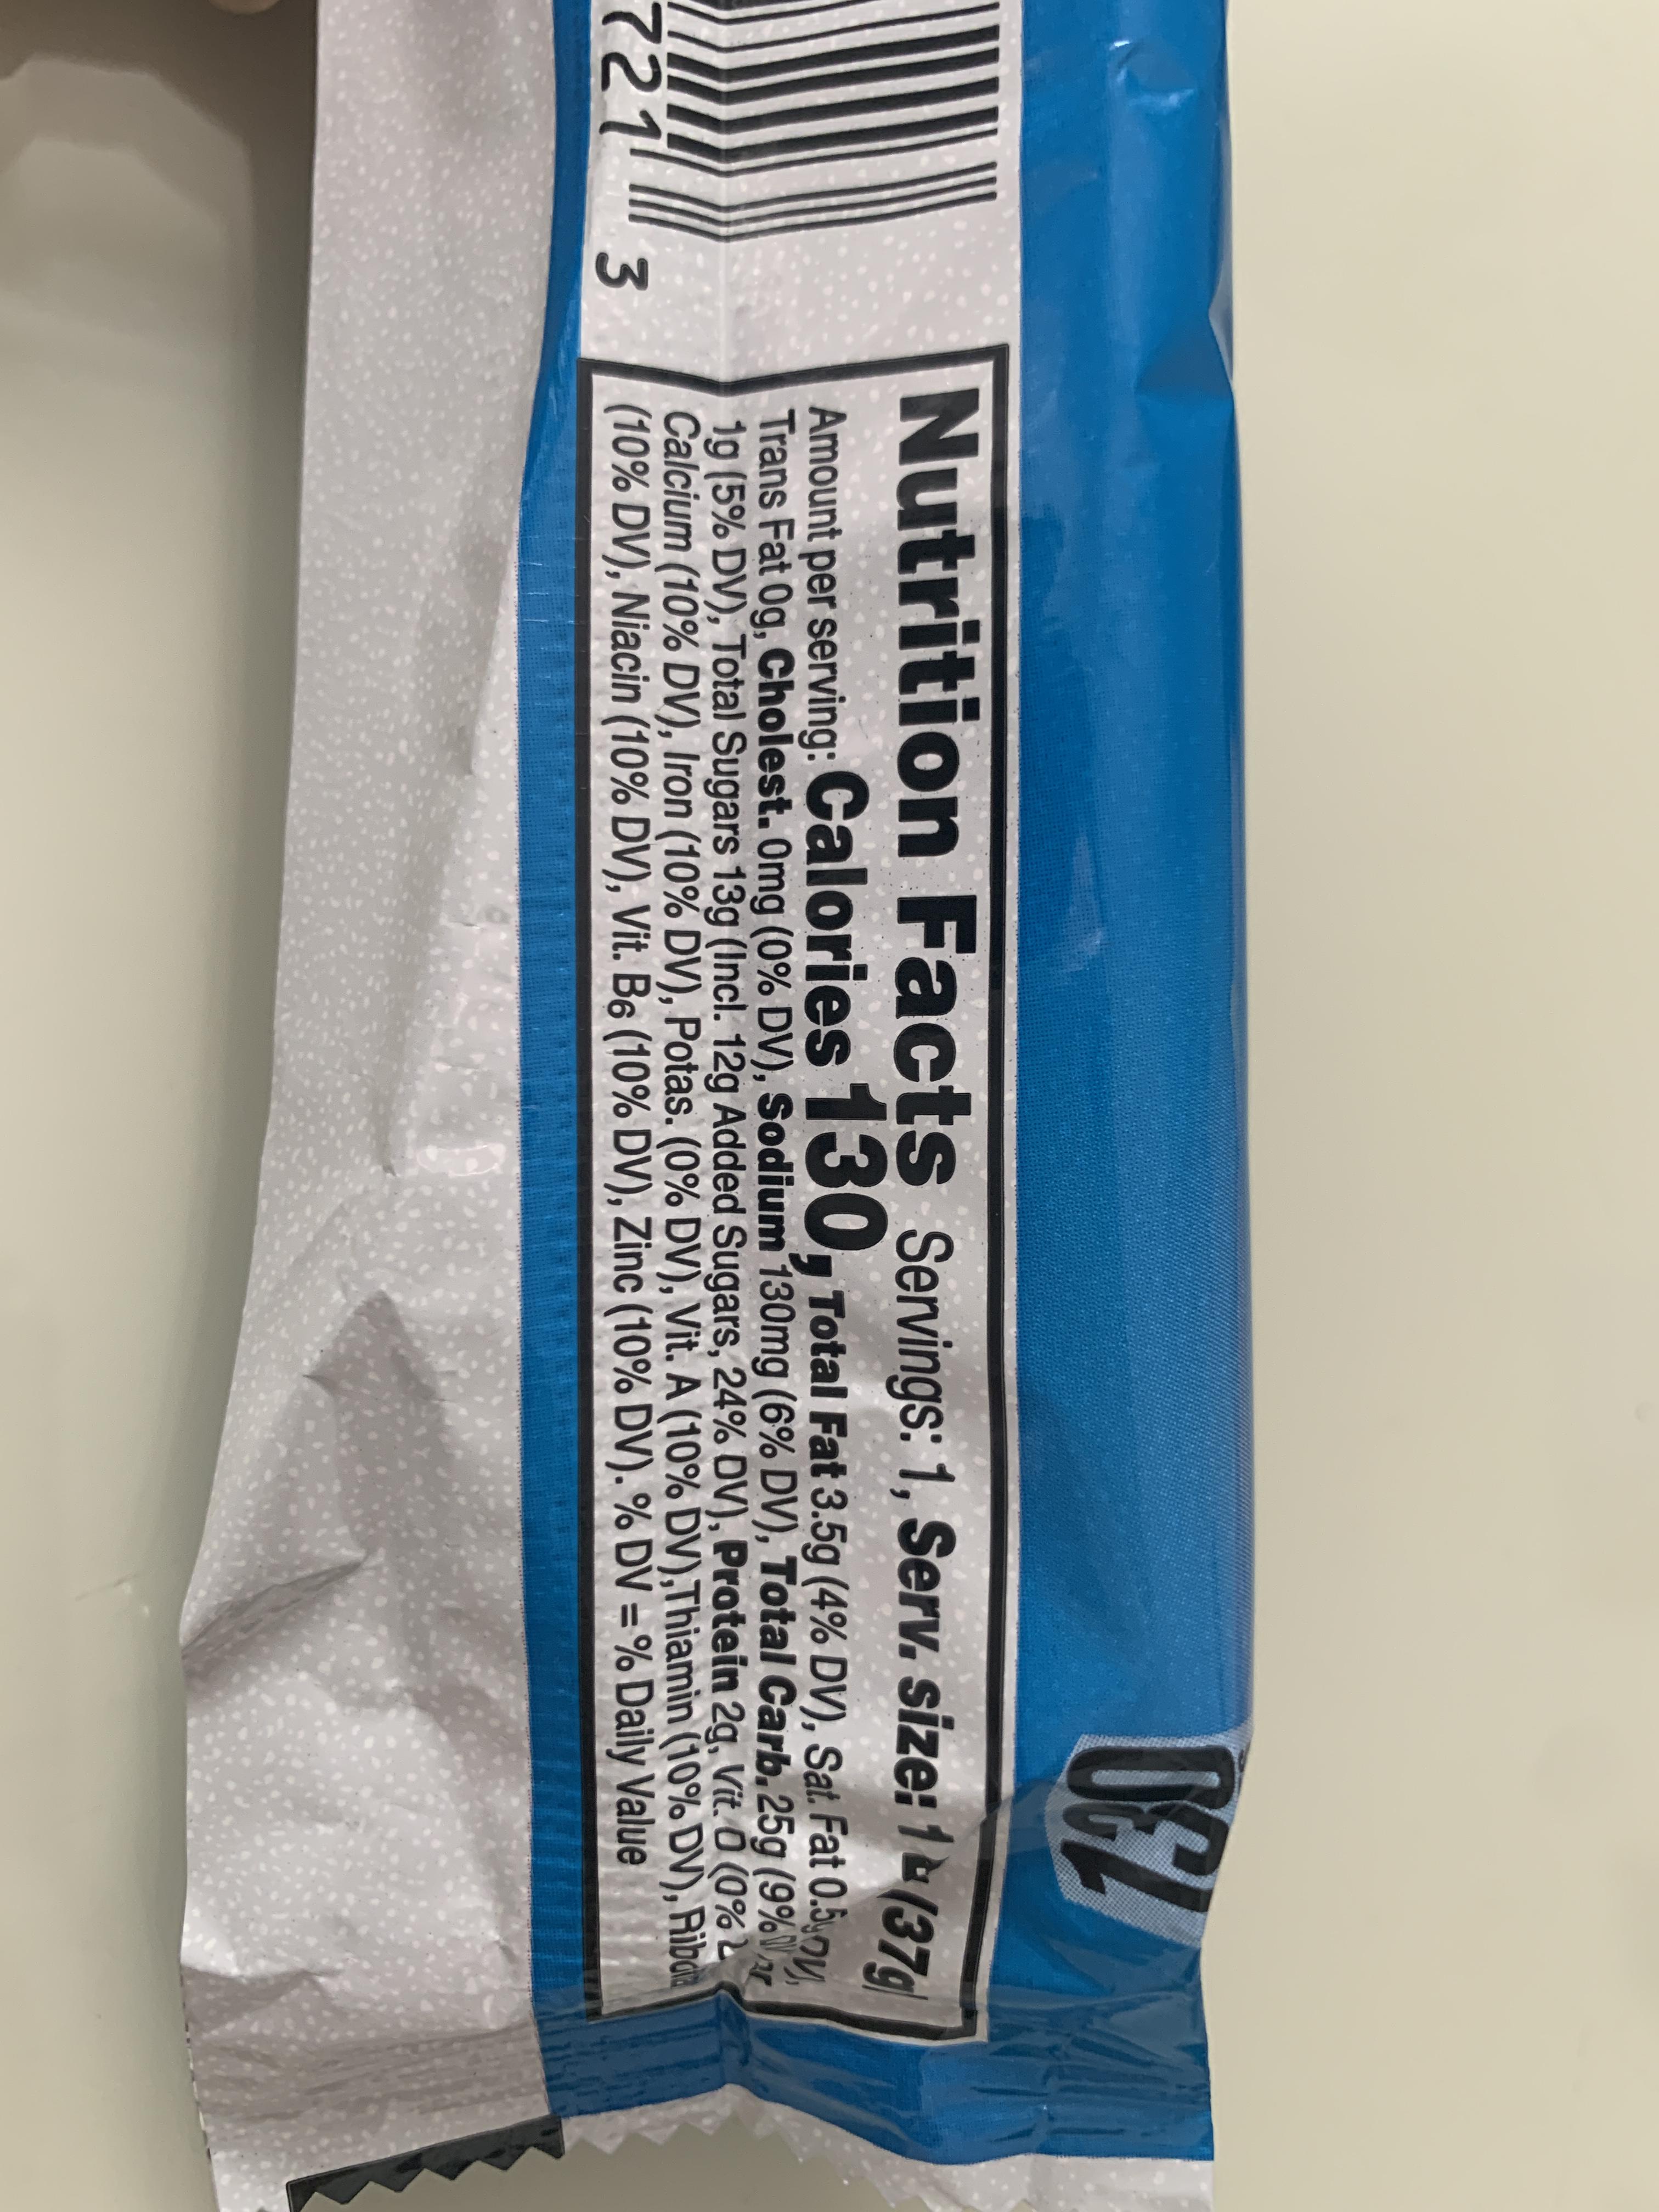 721 3
Nutrition Facts Servings: 1, Serv. size: 1 (37g)
Amount per serving: Calories 130, Total Fat 3.5g (4% DV), Sat. Fat 0.5g
Trans Fat 0g, Cholest. 0mg (0% DV), Sodium 130mg (6% DV), Total Carb. 25g (9%
1g (5% DV), Total Sugars 13g (Incl. 12g Added Sugars, 24% DV), Protein 2g, Vit. D (0%
Calcium (10% DV), Iron (10% DV), Potas. (0% DV), Vit. A (10% DV), Thiamin (10% DV),
(10% DV), Niacin (10% DV), Vit. B6 (10% DV), Zinc (10% DV). % DV = % Daily Value
130